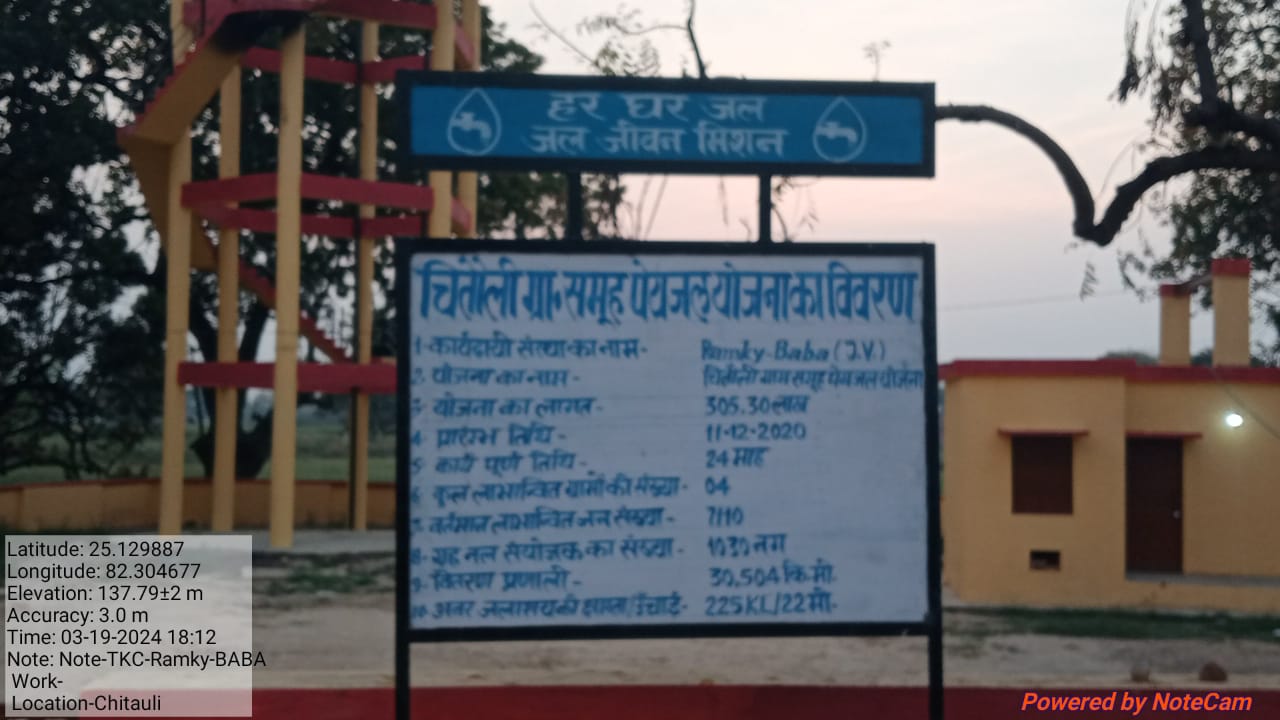 हर घर जल
जल जीवन मिशन
चितौली ग्राम समूह पेयजल योजना का विवरण
1. कार्यदायी संस्था का नाम- Ramky-Baba (J.V.)
2. योजना का नाम- चितौली ग्राम समूह पेयजल योजना
3. योजना का लागत- 305.30 लाख
4. प्रारम्भ तिथि- 11-12-2020
5. कार्य पूर्ण तिथि- 24 माह
6. कुल लाभान्वित ग्रामों की संख्या- 04
7. वर्तमान लाभान्वित जन संख्या- 7110
8. गृह नल संयोजक का संख्या- 1030 नग
9. वितरण प्रणाली- 30.504 कि.मी.
10. अवर जलाशय की क्षमता/ऊँचाई- 225KL/22 मी.
Latitude: 25.129887
Longitude: 82.304677
Elevation: 137.79±2 m
Accuracy: 3.0 m
Time: 03-19-2024 18:12
Note: Note-TKC-Ramky-BABA
Work-
Location-Chitauli
Powered by NoteCam